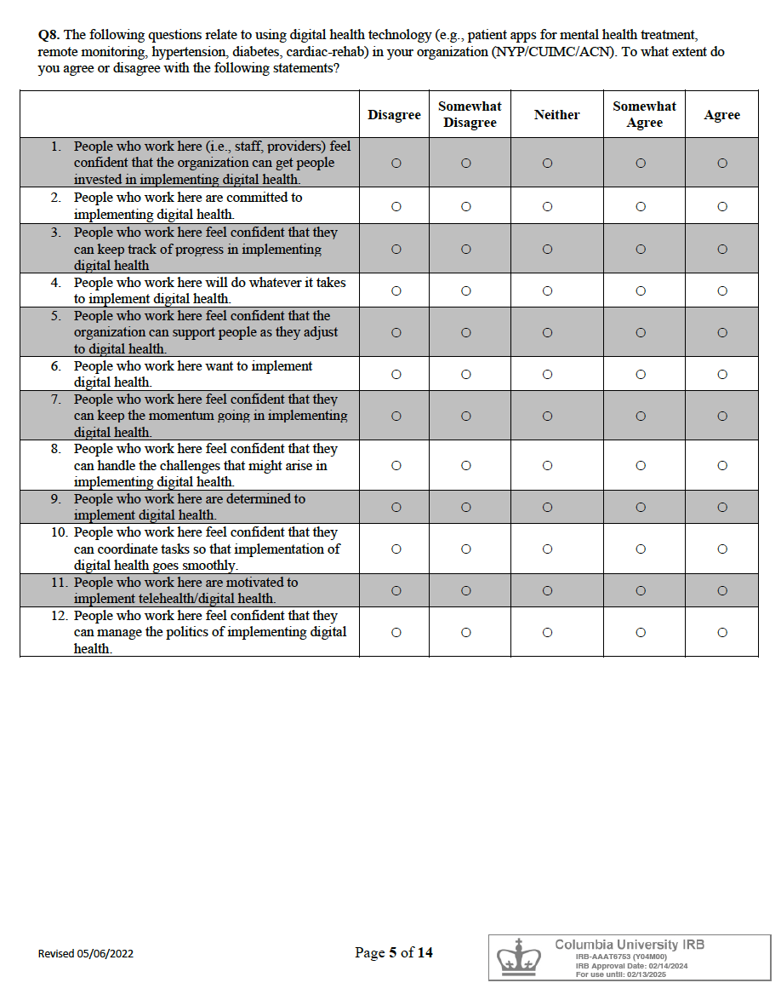 Q8. The following questions relate to using digital health technology (e.g., patient apps for mental health treatment,
remote monitoring, hypertension, diabetes, cardiac-rehab) in your organization (NYP/CUIMC/ACN). To what extent do
you agree or disagree with the following statements?
Disagree
Somewhat
Disagree
Neither
Somewhat
Agree
Agree
1. People who work here (i.e., staff, providers) feel
confident that the organization can get people
invested in implementing digital health.
2. People who work here are committed to
implementing digital health.
3. People who work here feel confident that they
can keep track of progress in implementing
digital health
4. People who work here will do whatever it takes
to implement digital health.
5. People who work here feel confident that the
organization can support people as they adjust
to digital health.
6. People who work here want to implement
digital health.
7. People who work here feel confident that they
can keep the momentum going in implementing
digital health.
8. People who work here feel confident that they
can handle the challenges that might arise in
implementing digital health.
9. People who work here are determined to
implement digital health.
10. People who work here feel confident that they
can coordinate tasks so that implementation of
digital health goes smoothly.
11. People who work here are motivated to
implement telehealth/digital health.
12. People who work here feel confident that they
can manage the politics of implementing digital
health.
Revised 05/06/2022
Page 5 of 14
Columbia University IRB
IRB-AAAT6753 (Y04M00)
IRB Approval Date: 02/14/2024
For use until: 02/13/2025